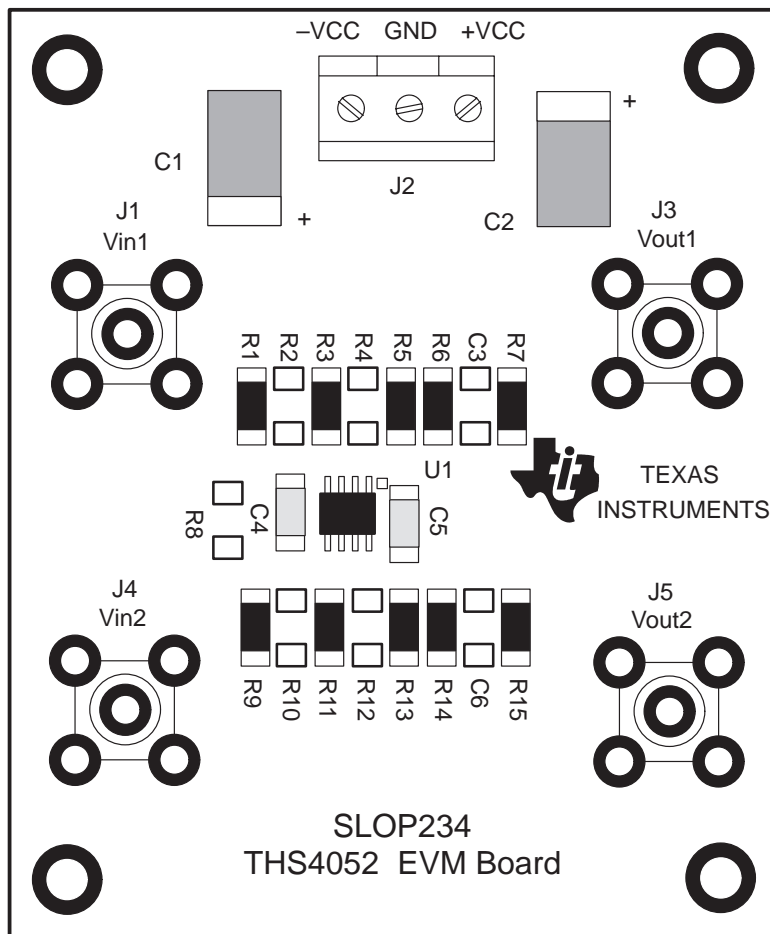 –VCC GND +VCC
C1
+
J2
+
C2
J1
Vin1
J3
Vout1
R1 R2 R3 R4 R5 R6 C3 R7
U1
TEXAS
INSTRUMENTS
R8
C4
C5
J4
Vin2
J5
Vout2
R9 R10 R11 R12 R13 R14 C6 R15
SLOP234
THS4052 EVM Board